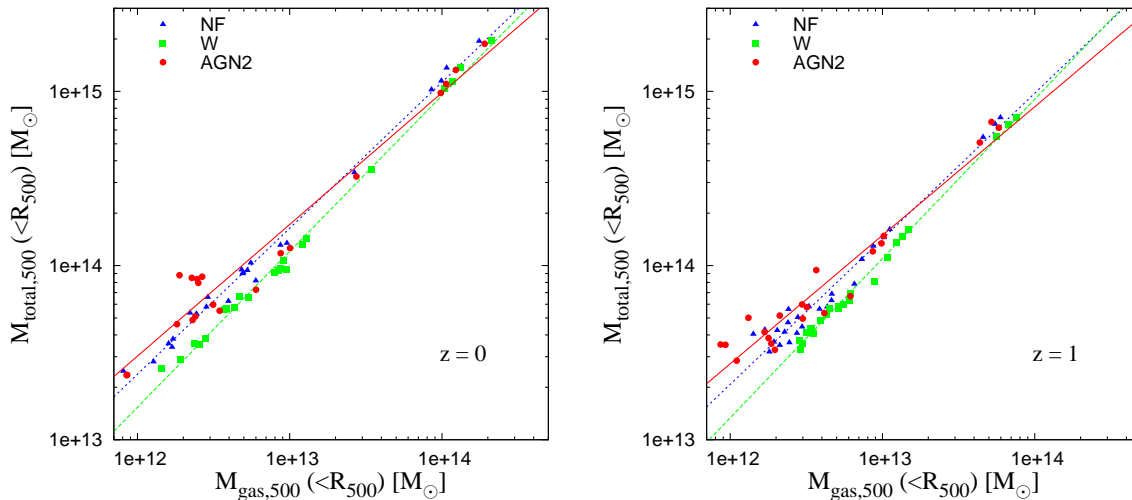 NF
W
AGN2
1e+15
1e+14
1e+13
M_total,500 (<R_500) [M_⊙]
z = 0
1e+12 1e+13 1e+14
M_gas,500 (<R_500) [M_⊙]
NF
W
AGN2
1e+15
1e+14
1e+13
M_total,500 (<R_500) [M_⊙]
z = 1
1e+12 1e+13 1e+14
M_gas,500 (<R_500) [M_⊙]